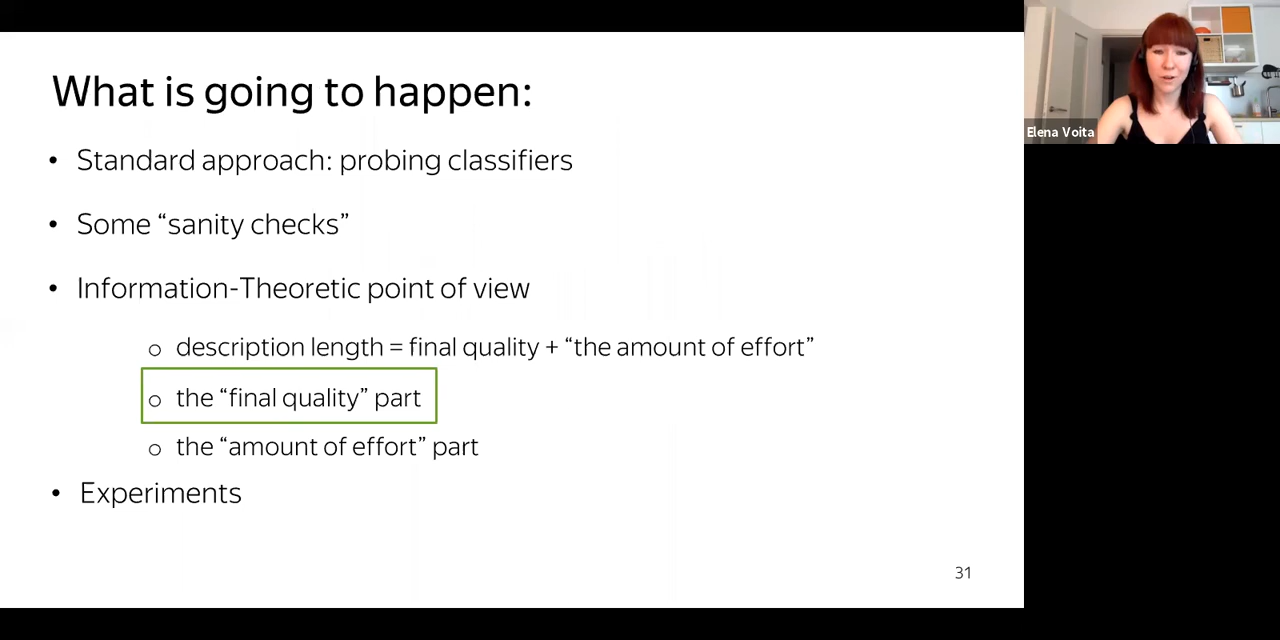 What is going to happen:
• Standard approach: probing classifiers
• Some “sanity checks”
• Information-Theoretic point of view
o description length = final quality + “the amount of effort”
o the “final quality” part
o the “amount of effort” part
• Experiments
31
Elena Voita